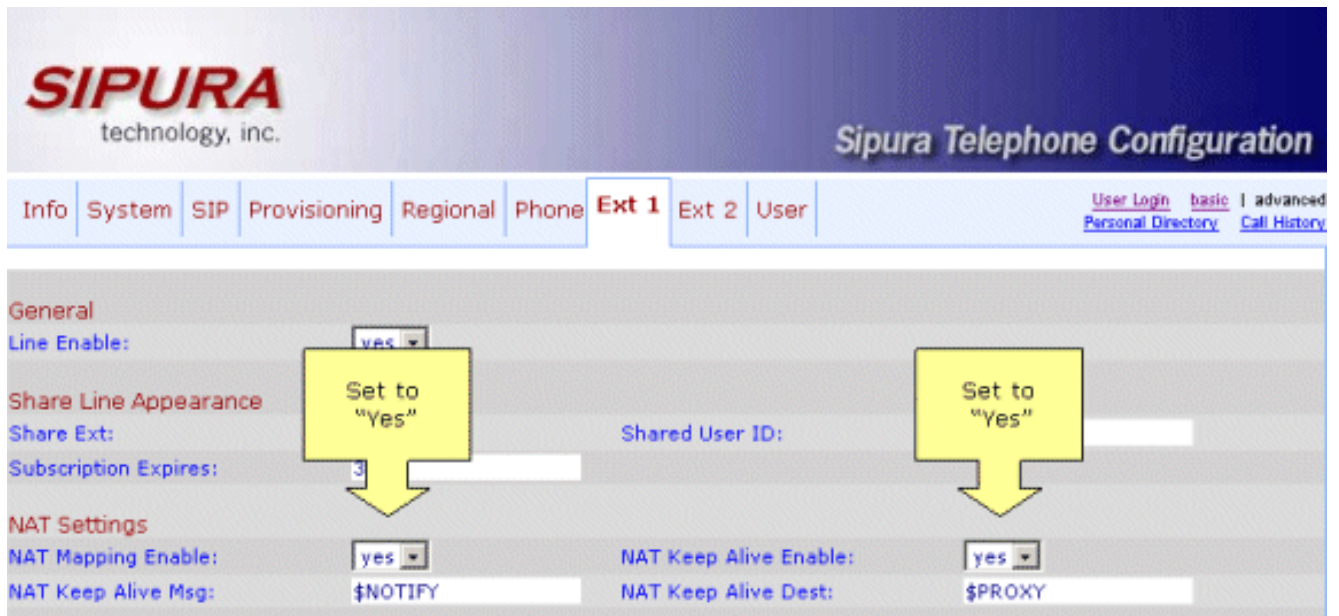 SIPURA
technology, inc.
Sipura Telephone Configuration
Info System SIP Provisioning Regional Phone Ext 1 Ext 2 User
User Login basic | advanced
Personal Directory Call History
General
Line Enable: yes
Share Line Appearance
Set to
"Yes"
Set to
"Yes"
Share Ext: Shared User ID:
Subscription Expires: 3
NAT Settings
NAT Mapping Enable: yes NAT Keep Alive Enable: yes
NAT Keep Alive Msg: $NOTIFY NAT Keep Alive Dest: $PROXY